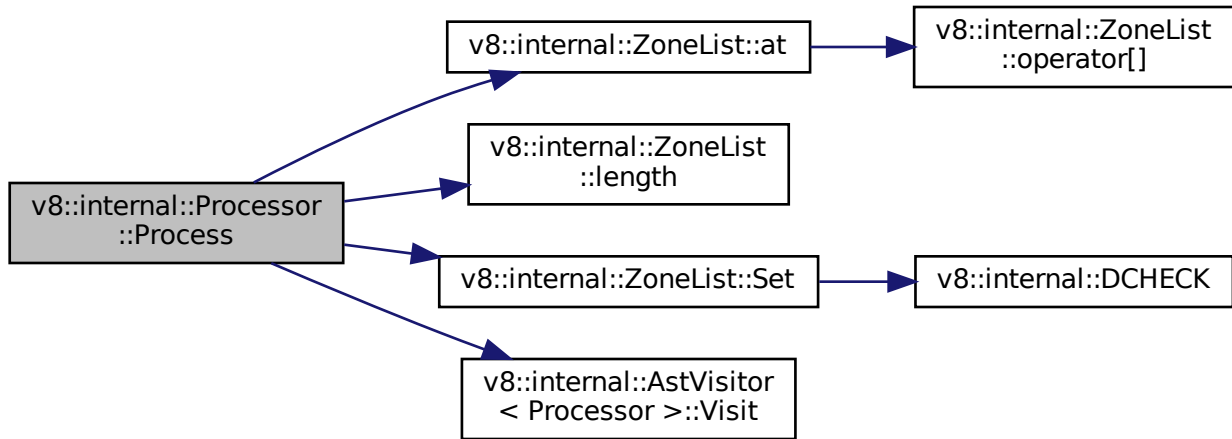 v8::internal::ZoneList::at
v8::internal::ZoneList
::operator[]
v8::internal::ZoneList
::length
v8::internal::Processor
::Process
v8::internal::ZoneList::Set
v8::internal::DCHECK
v8::internal::AstVisitor
< Processor >::Visit